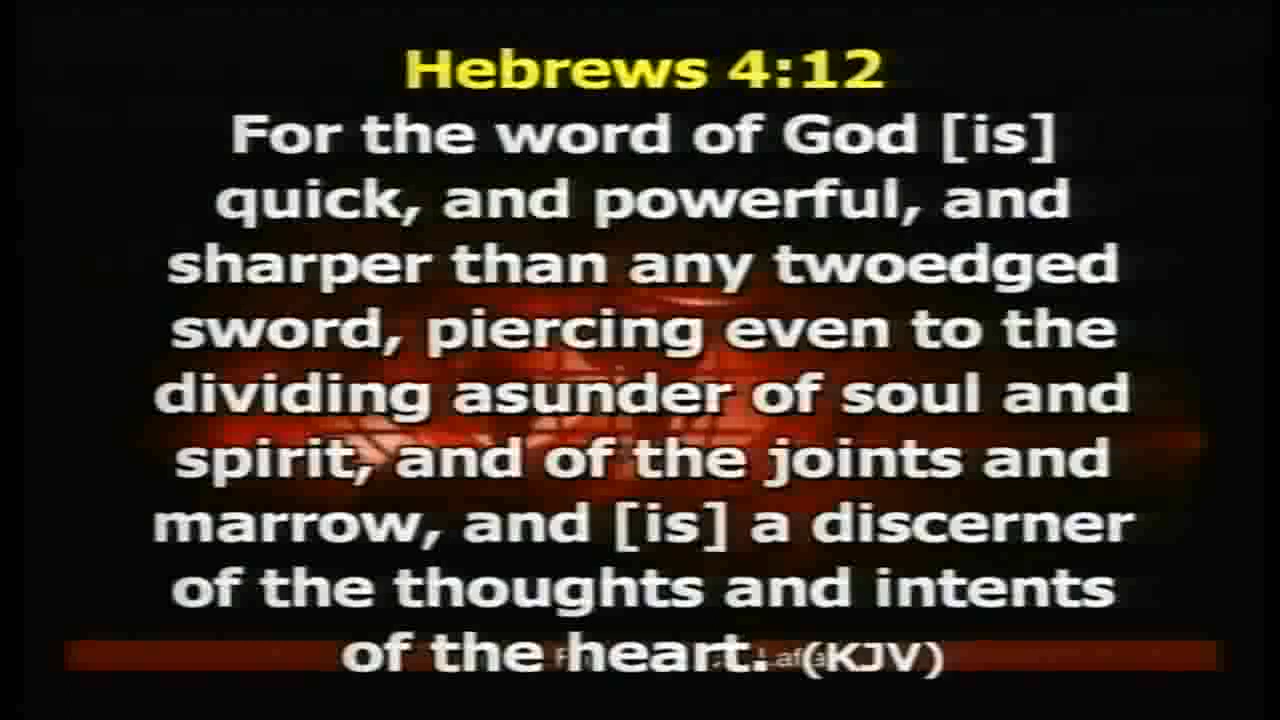 Hebrews 4:12
For the word of God [is]
quick, and powerful, and
sharper than any twoedged
sword, piercing even to the
dividing asunder of soul and
spirit, and of the joints and
marrow, and [is] a discerner
of the thoughts and intents
of the heart. (KJV)